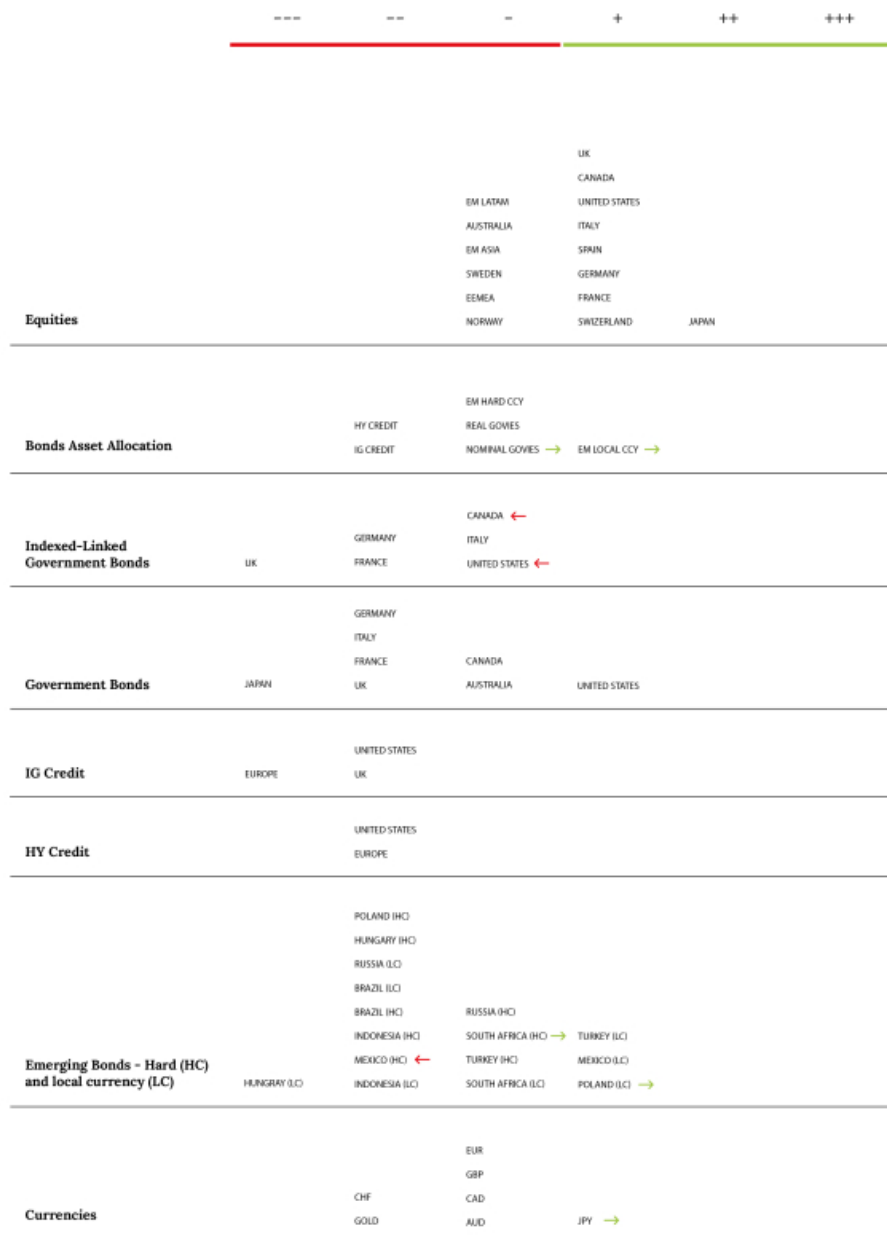 --- -- - + ++ +++
UK
CANADA
EM LATAM UNITED STATES
AUSTRALIA ITALY
EM ASIA SPAIN
SWEDEN GERMANY
EEMEA FRANCE
Equities NORWAY SWIZERLAND JAPAN
EM HARD CCY
HY CREDIT REAL GOVIES
Bonds Asset Allocation IG CREDIT NOMINAL GOVIES → EM LOCAL CCY →
CANADA ←
Indexed-Linked GERMANY ITALY
Government Bonds UK FRANCE UNITED STATES ←
GERMANY
ITALY
FRANCE CANADA
Government Bonds JAPAN UK AUSTRALIA UNITED STATES
UNITED STATES
IG Credit EUROPE UK
UNITED STATES
HY Credit EUROPE
POLAND (HC)
HUNGARY (HC)
RUSSIA (LC)
BRAZIL (LC)
BRAZIL (HC) RUSSIA (HC)
INDONESIA (HC) SOUTH AFRICA (HC) → TURKEY (LC)
Emerging Bonds - Hard (HC) MEXICO (HC) ← TURKEY (HC) MEXICO (LC)
and local currency (LC) HUNGRAY (LC) INDONESIA (LC) SOUTH AFRICA (LC) POLAND (LC) →
EUR
GBP
CHF CAD
Currencies GOLD AUD JPY →